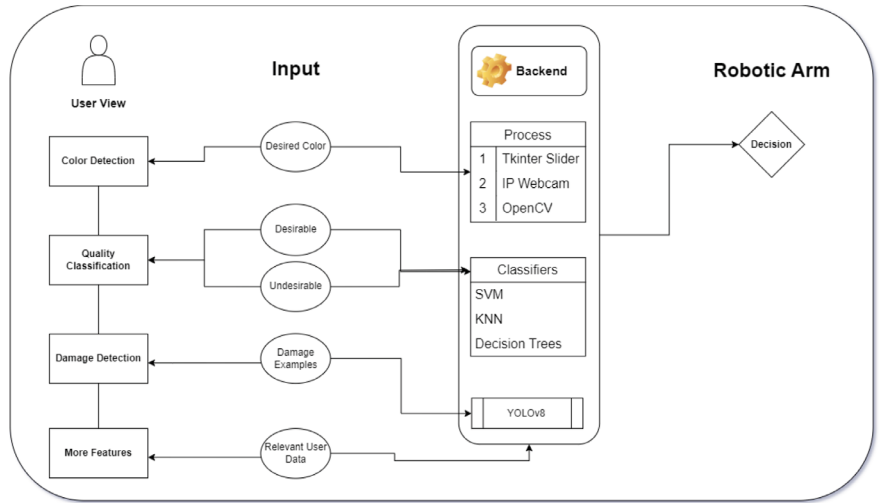 Input
Backend
Robotic Arm
User View
Color Detection
Desired Color
Process
1 Tkinter Slider
2 IP Webcam
3 OpenCV
Decision
Quality
Classification
Desirable
Undesirable
Classifiers
SVM
KNN
Decision Trees
Damage Detection
Damage
Examples
YOLOv8
More Features
Relevant User
Data